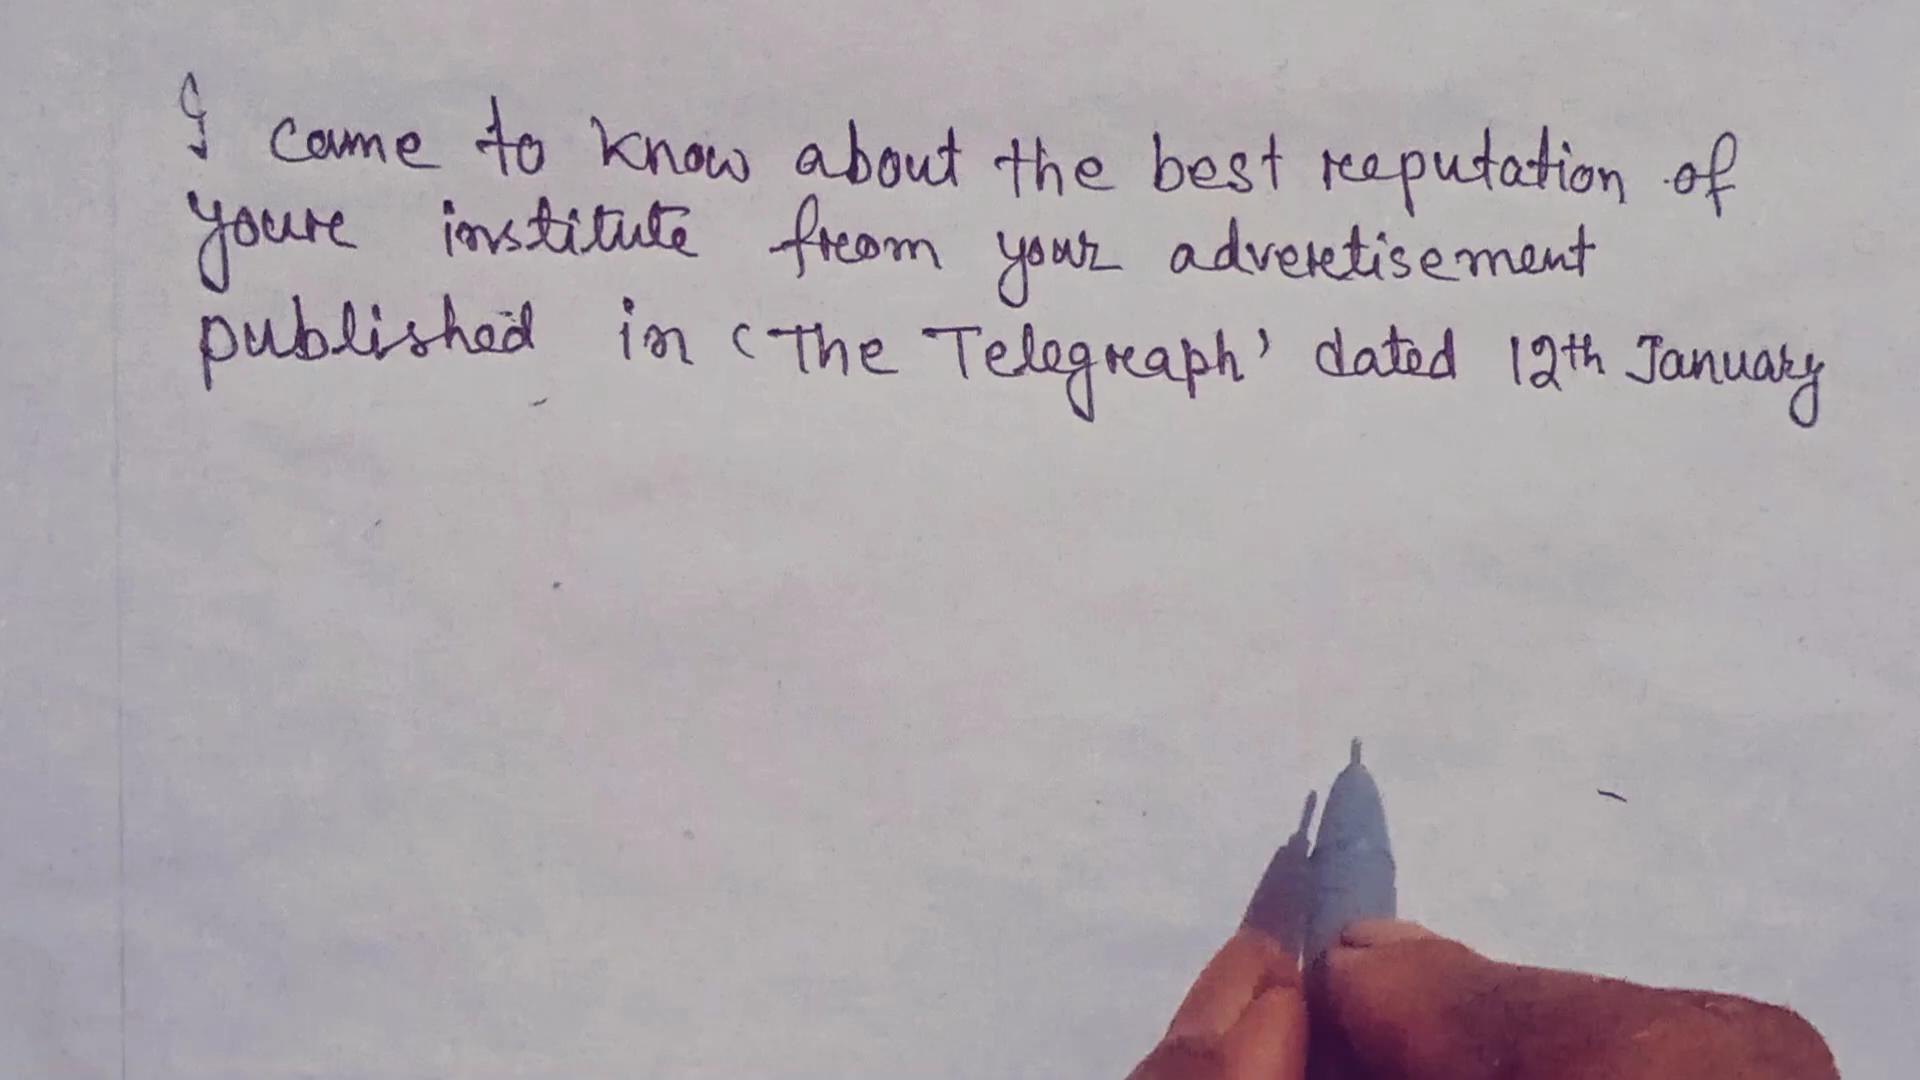 I came to know about the best reputation of
your institute from your advertisement
published in 'The Telegraph' dated 12th January